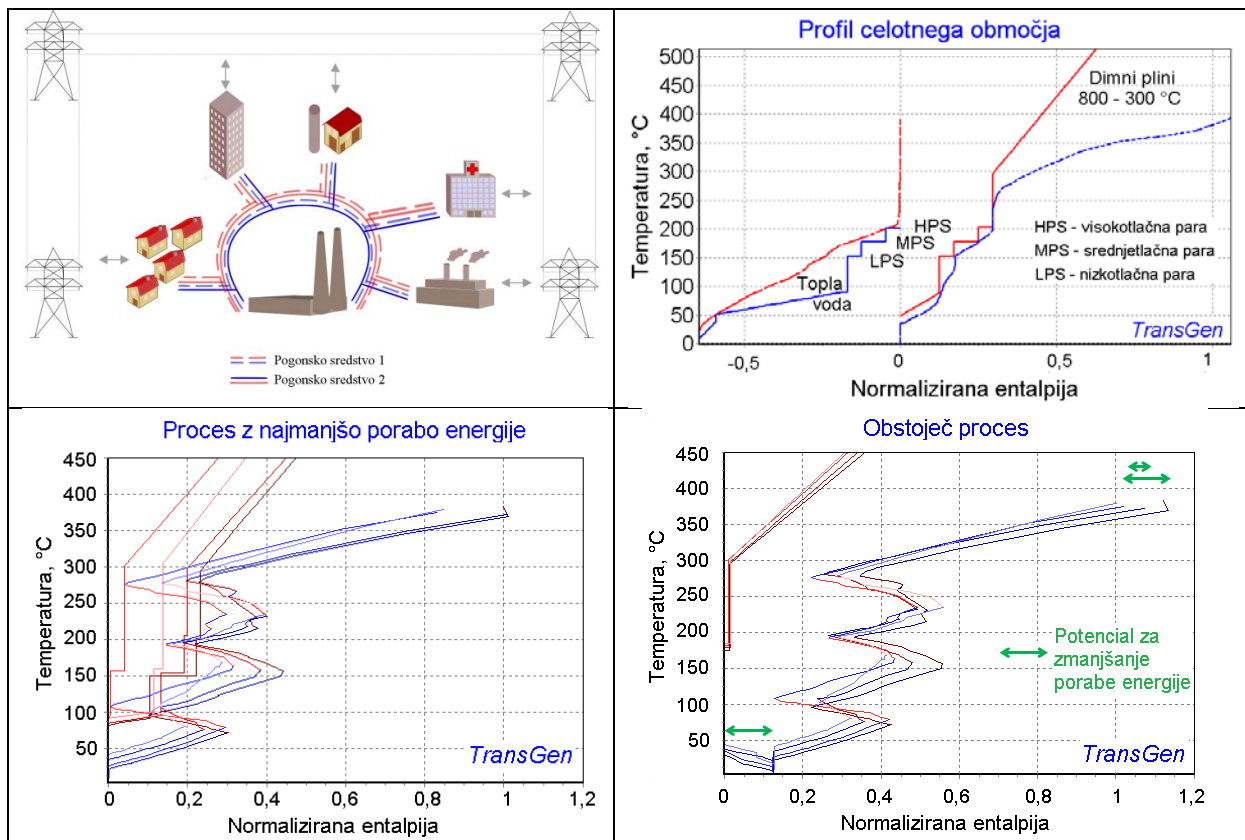 Pogonsko sredstvo 1
Pogonsko sredstvo 2
Profil celotnega območja
Temperatura, °C
500
450
400
350
300
250
200
150
100
50
0
Dimni plini
800 - 300 °C
HPS
MPS
LPS
Topla
voda
HPS - visokotlačna para
MPS - srednjetlačna para
LPS - nizkotlačna para
TransGen
-0,5 0 0,5 1
Normalizirana entalpija
Proces z najmanjšo porabo energije
Temperatura, °C
450
400
350
300
250
200
150
100
50
TransGen
0 0,2 0,4 0,6 0,8 1 1,2
Normalizirana entalpija
Obstoječ proces
Temperatura, °C
450
400
350
300
250
200
150
100
50
Potencial za
zmanjšanje
porabe energije
TransGen
0 0,2 0,4 0,6 0,8 1 1,2
Normalizirana entalpija